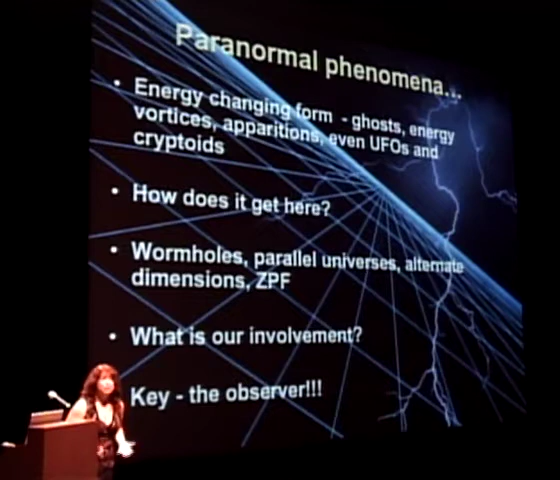 Paranormal phenomena...
• Energy changing form - ghosts, energy
vortices, apparitions, even UFOs and
cryptoids
• How does it get here?
• Wormholes, parallel universes, alternate
dimensions, ZPF
• What is our involvement?
Key - the observer!!!